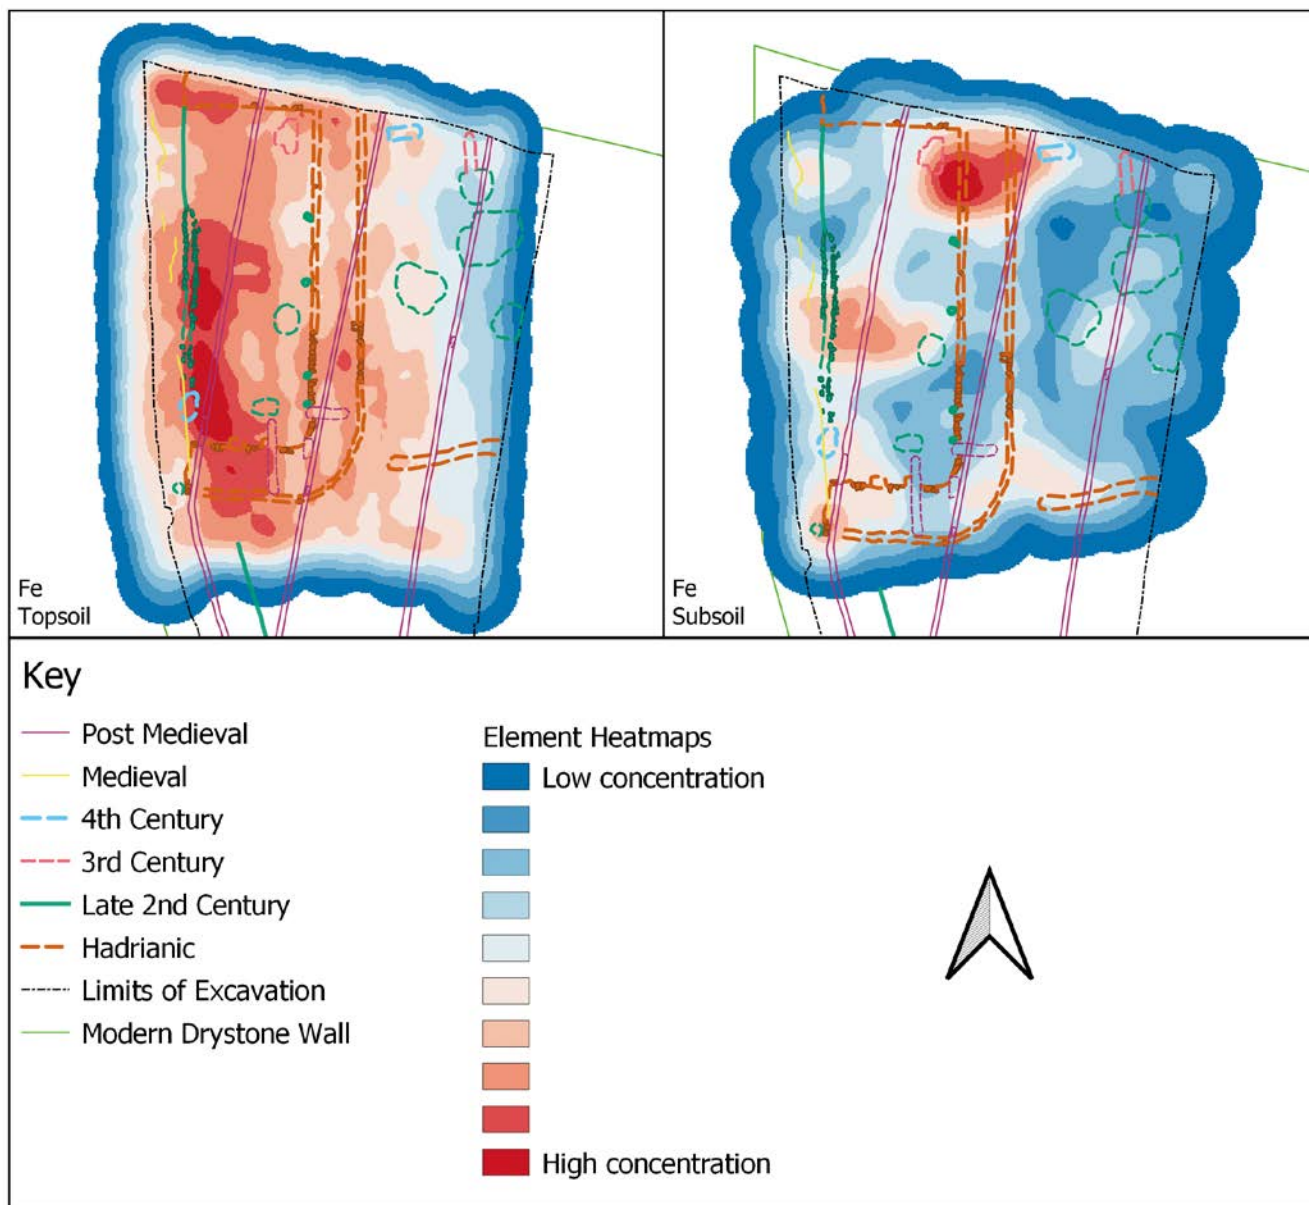 Fe
Topsoil
Fe
Subsoil
Key
Post Medieval
Medieval
4th Century
3rd Century
Late 2nd Century
Hadrianic
Limits of Excavation
Modern Drystone Wall
Element Heatmaps
Low concentration
High concentration